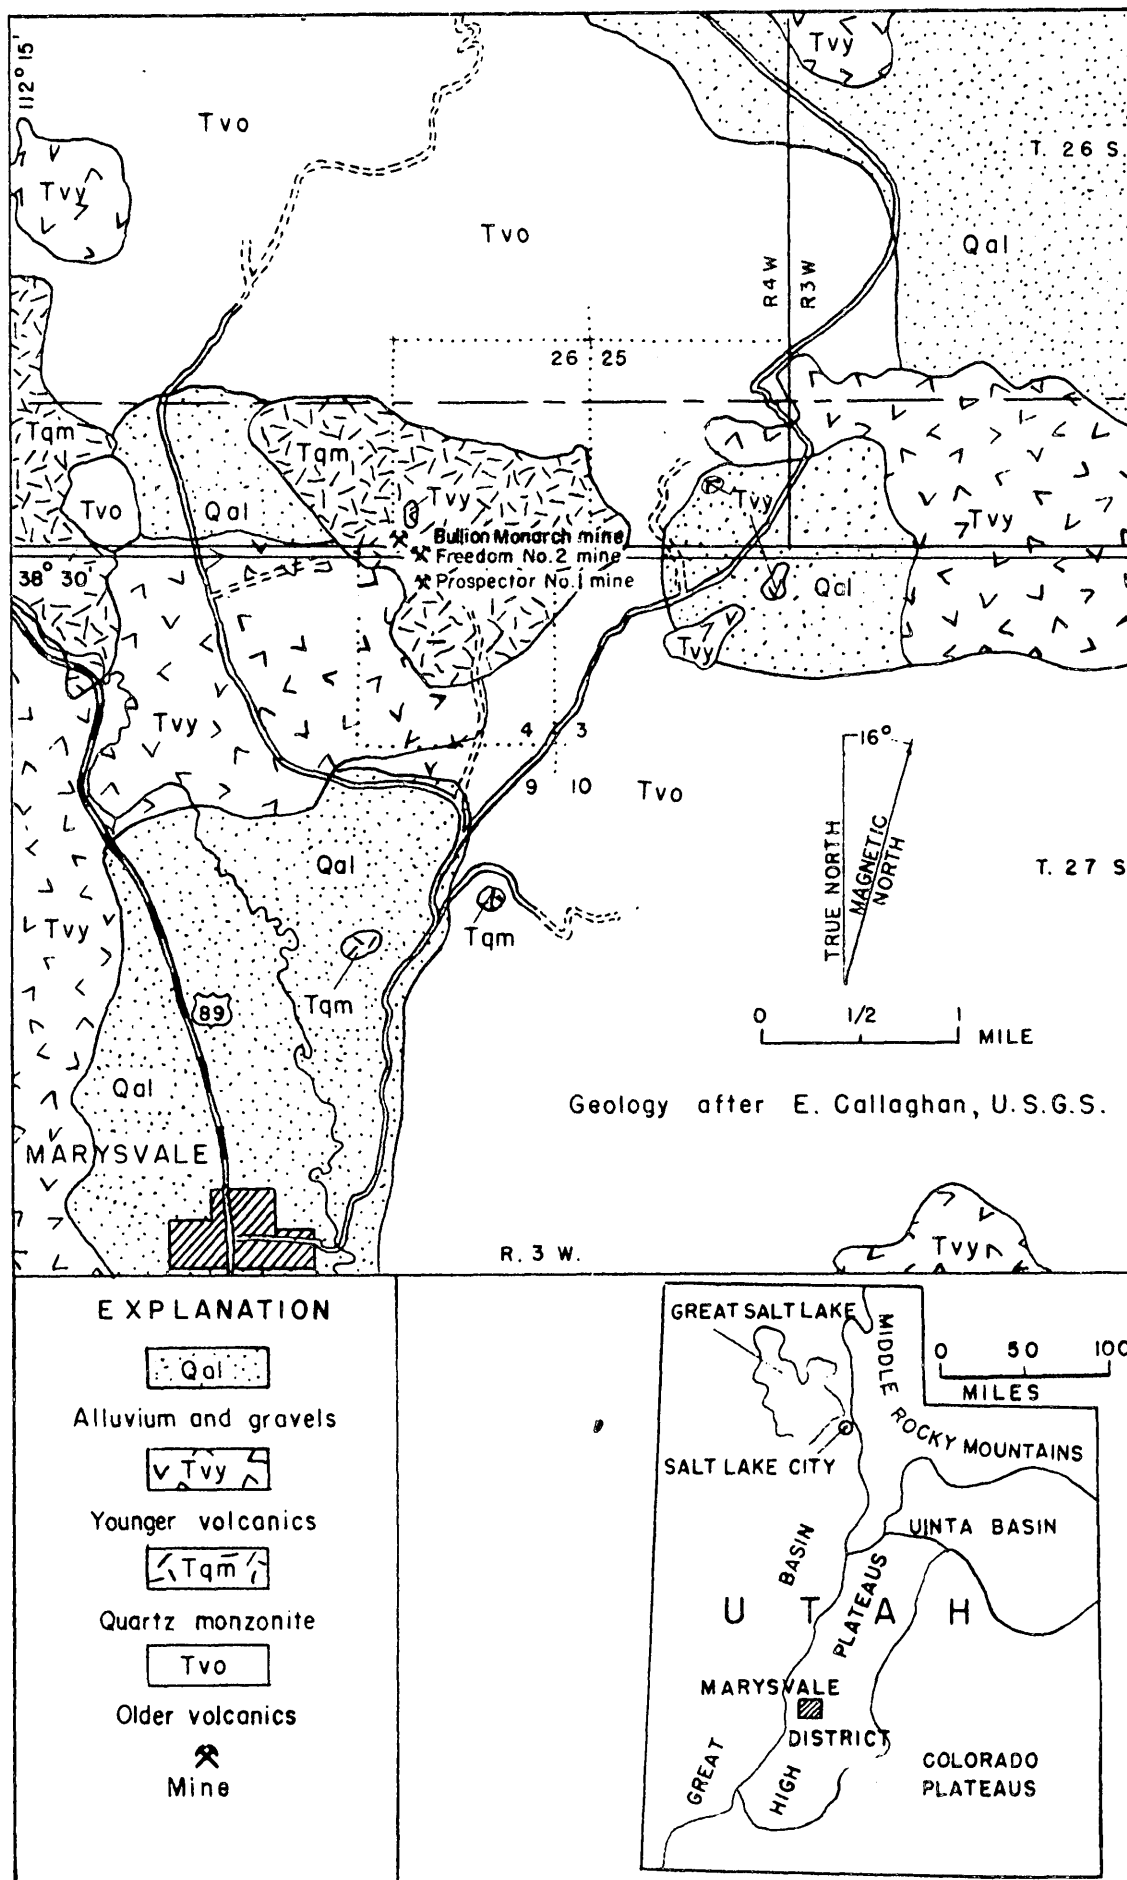 112° 15'
Tvo
Tvy
T. 26 S.
Tvy
Tvo
Qal
R4W
R3W
26 25
Tqm
Tqm
Tvy
Tvy
Tvo
Qal
Tvy
Bullion Monarch mine
Freedom No. 2 mine
Prospector No. 1 mine
38° 30'
Qal
Tvy
Tvy
4 3
9 10
Tvo
16°
TRUE NORTH
MAGNETIC NORTH
Qal
T. 27 S
Tvy
Tqm
Tqm
89
0 1/2 1
MILE
Qal
Geology after E. Callaghan, U.S.G.S.
MARYSVALE
R. 3 W.
Tvy
EXPLANATION
Qal
Alluvium and gravels
Tvy
Younger volcanics
Tqm
Quartz monzonite
Tvo
Older volcanics
Mine
GREAT SALT LAKE
MIDDLE ROCKY MOUNTAINS
0 50 100
MILES
SALT LAKE CITY
UINTA BASIN
BASIN
PLATEAUS
UTAH
MARYSVALE
DISTRICT
GREAT
HIGH
COLORADO
PLATEAUS